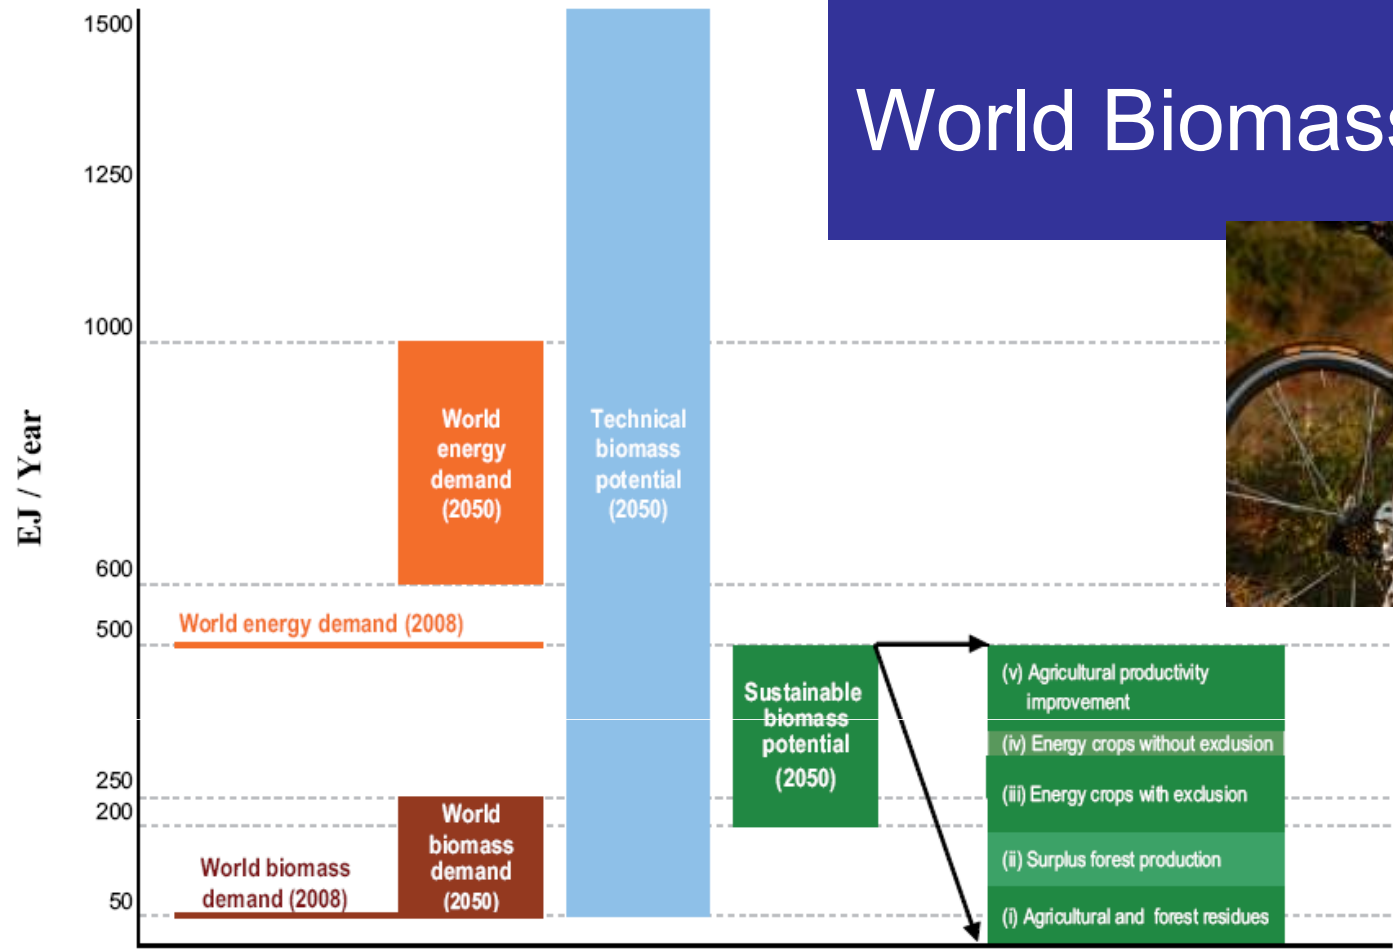 World Biomass
EJ / Year
1500
1250
1000
600
500
250
200
50
World
energy
demand
(2050)
World energy demand (2008)
World biomass
demand (2008)
World
biomass
demand
(2050)
Technical
biomass
potential
(2050)
Sustainable
biomass
potential
(2050)
(v) Agricultural productivity
improvement
(iv) Energy crops without exclusion
(iii) Energy crops with exclusion
(ii) Surplus forest production
(i) Agricultural and forest residues